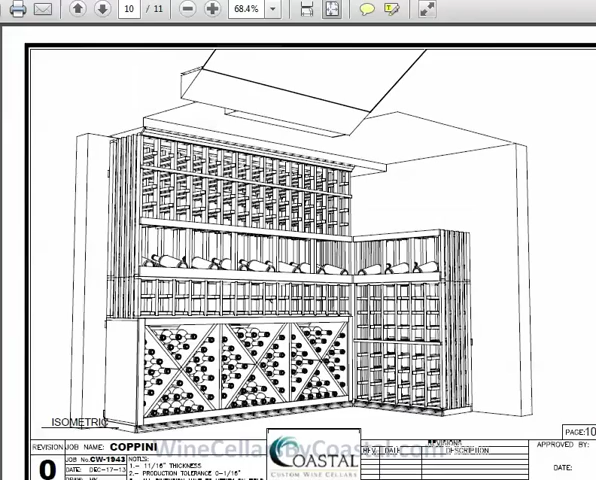 10 / 11
68.4%
ISOMETRIC
PAGE:10
REVISION
JOB NAME: COPPINI
WineCellarsByCoastal.com
REVISIONS
APPROVED BY:
0
JOB No. CW-1943
DATE: DEC-17-13
NOTES:
1.- 11/16" THICKNESS
2.- PRODUCTION TOLERANCE 0-1/16"
COASTAL
CUSTOM WINE CELLARS
REV.
DATE
DESCRIPTION
DATE: